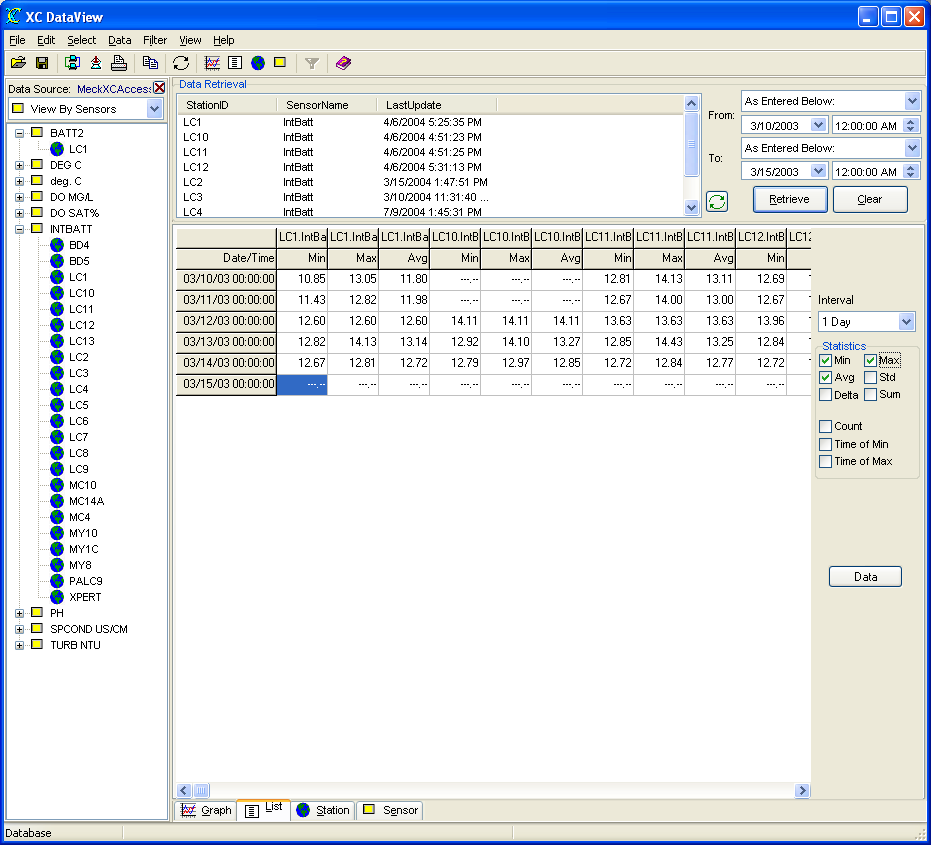 XC DataView
File Edit Select Data Filter View Help
Data Source: MeckXCAccess
View By Sensors
BATT2
LC1
DEG C
deg. C
DO MG/L
DO SAT%
INTBATT
BD4
BD5
LC1
LC10
LC11
LC12
LC13
LC2
LC3
LC4
LC5
LC6
LC7
LC8
LC9
MC10
MC14A
MC4
MY10
MY1C
MY8
PALC9
XPERT
PH
SPCOND US/CM
TURB NTU
Data Retrieval
StationID SensorName LastUpdate
LC1 IntBatt 4/6/2004 5:25:35 PM
LC10 IntBatt 4/6/2004 4:51:23 PM
LC11 IntBatt 4/6/2004 4:51:25 PM
LC12 IntBatt 4/6/2004 5:31:13 PM
LC2 IntBatt 3/15/2004 1:47:51 PM
LC3 IntBatt 3/10/2004 11:31:40 ...
LC4 IntBatt 7/9/2004 1:45:31 PM
From:
As Entered Below:
3/10/2003 12:00:00 AM
To:
As Entered Below:
3/15/2003 12:00:00 AM
Retrieve Clear
LC1.IntBa LC1.IntBa LC1.IntBa LC10.IntB LC10.IntB LC10.IntB LC11.IntB LC11.IntB LC11.IntB LC12.IntB LC12
Date/Time Min Max Avg Min Max Avg Min Max Avg Min
03/10/03 00:00:00 10.85 13.05 11.80 ---.-- ---.-- ---.-- 12.81 14.13 13.11 12.69
03/11/03 00:00:00 11.43 12.82 11.98 ---.-- ---.-- ---.-- 12.67 14.00 13.00 12.67
03/12/03 00:00:00 12.60 12.60 12.60 14.11 14.11 14.11 13.63 13.63 13.63 13.96
03/13/03 00:00:00 12.82 14.13 13.14 12.92 14.10 13.27 12.85 14.43 13.25 12.84
03/14/03 00:00:00 12.67 12.81 12.72 12.79 12.97 12.85 12.72 12.84 12.77 12.72
03/15/03 00:00:00 ---.-- ---.-- ---.-- ---.-- ---.-- ---.-- ---.-- ---.-- ---.-- ---.--
Interval
1 Day
Statistics
Min Max
Avg Std
Delta Sum
Count
Time of Min
Time of Max
Data
Graph List Station Sensor
Database